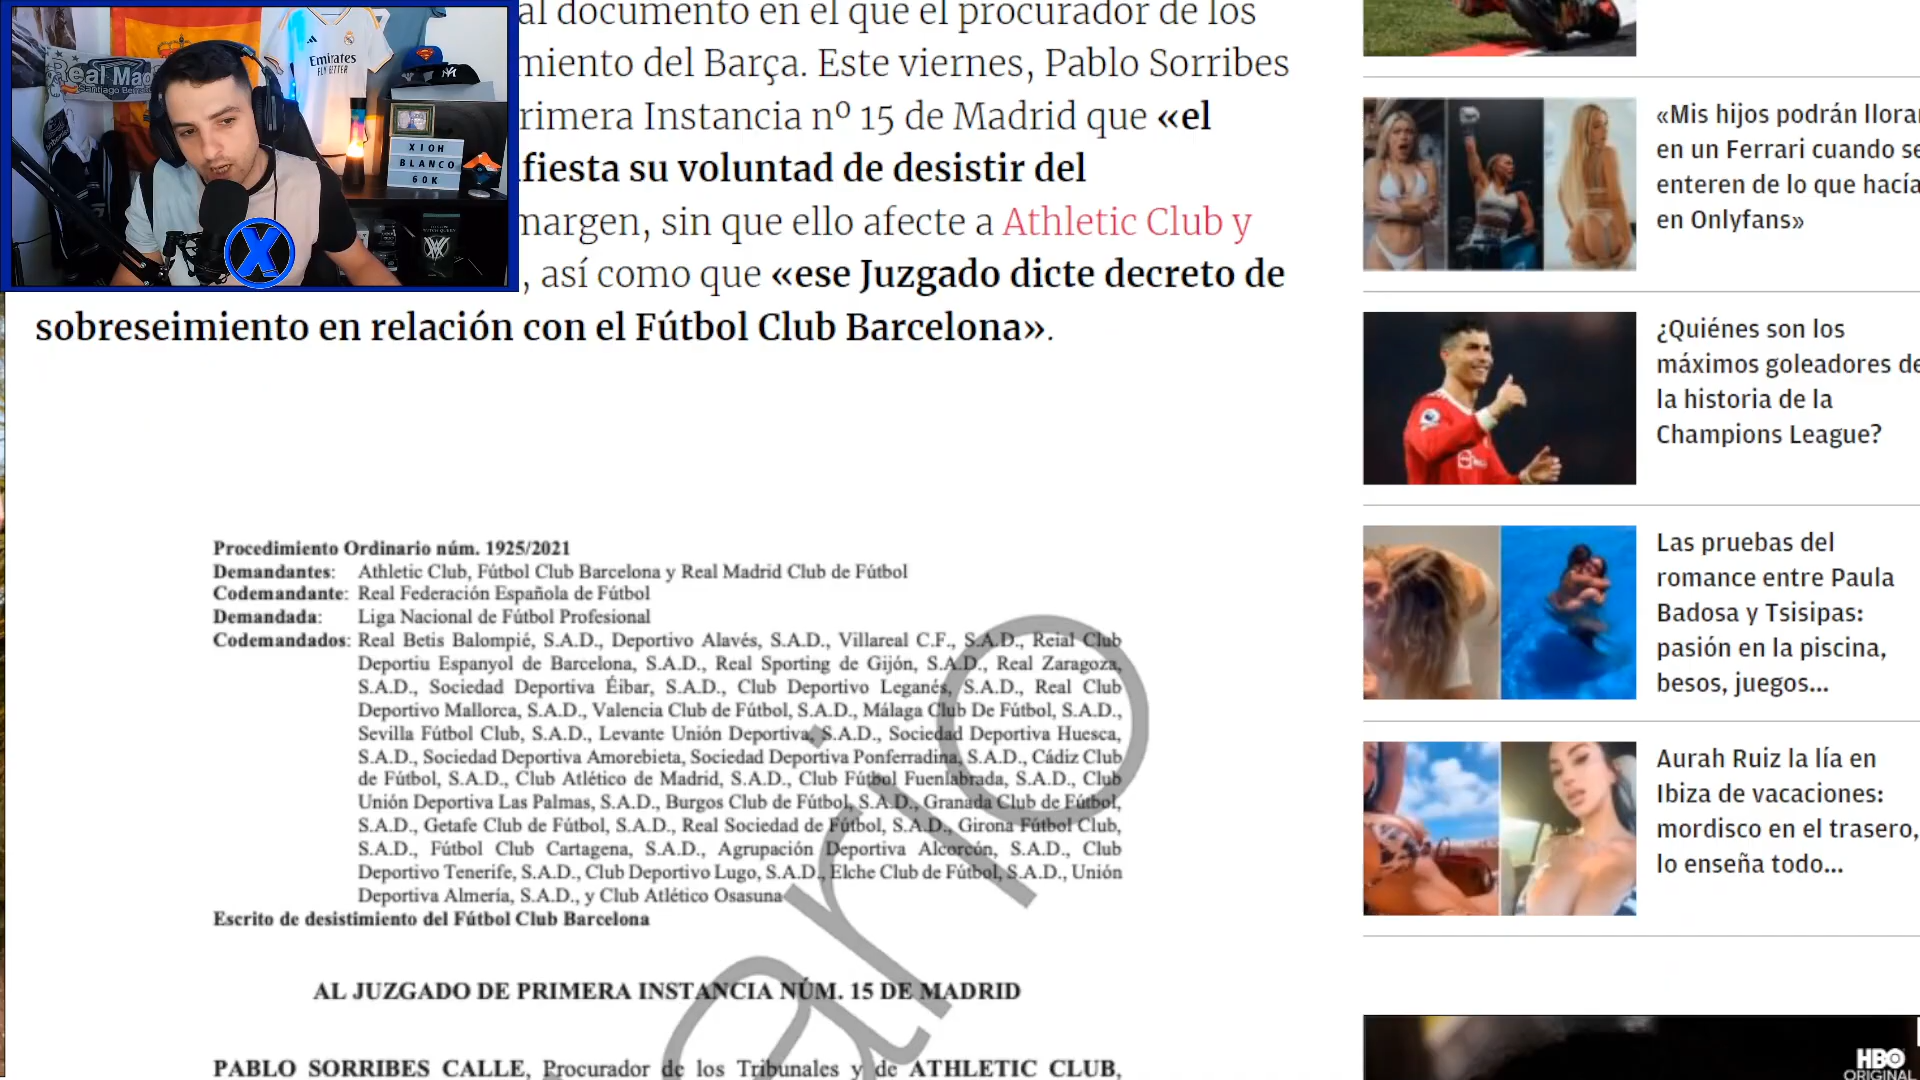 al documento en el que el procurador de los
miento del Barça. Este viernes, Pablo Sorribes
rimera Instancia nº 15 de Madrid que «el
fiesta su voluntad de desistir del
margen, sin que ello afecte a Athletic Club y
, así como que «ese Juzgado dicte decreto de
sobreseimiento en relación con el Fútbol Club Barcelona».
Real Mad
Santiago Berna
Emirates
FLY BETTER
XIOH
BLANCO
60K
X
Procedimiento Ordinario núm. 1925/2021
Demandantes: Athletic Club, Fútbol Club Barcelona y Real Madrid Club de Fútbol
Codemandante: Real Federación Española de Fútbol
Demandada: Liga Nacional de Fútbol Profesional
Codemandados: Real Betis Balompié, S.A.D., Deportivo Alavés, S.A.D., Villareal C.F., S.A.D., Reial Club
Deportiu Espanyol de Barcelona, S.A.D., Real Sporting de Gijón, S.A.D., Real Zaragoza,
S.A.D., Sociedad Deportiva Éibar, S.A.D., Club Deportivo Leganés, S.A.D., Real Club
Deportivo Mallorca, S.A.D., Valencia Club de Fútbol, S.A.D., Málaga Club De Fútbol, S.A.D.,
Sevilla Fútbol Club, S.A.D., Levante Unión Deportiva, S.A.D., Sociedad Deportiva Huesca,
S.A.D., Sociedad Deportiva Amorebieta, Sociedad Deportiva Ponferradina, S.A.D., Cádiz Club
de Fútbol, S.A.D., Club Atlético de Madrid, S.A.D., Club Fútbol Fuenlabrada, S.A.D., Club
Unión Deportiva Las Palmas, S.A.D., Burgos Club de Fútbol, S.A.D., Granada Club de Fútbol,
S.A.D., Getafe Club de Fútbol, S.A.D., Real Sociedad de Fútbol, S.A.D., Girona Fútbol Club,
S.A.D., Fútbol Club Cartagena, S.A.D., Agrupación Deportiva Alcorcón, S.A.D., Club
Deportivo Tenerife, S.A.D., Club Deportivo Lugo, S.A.D., Elche Club de Fútbol, S.A.D., Unión
Deportiva Almería, S.A.D., y Club Atlético Osasuna
Escrito de desistimiento del Fútbol Club Barcelona
AL JUZGADO DE PRIMERA INSTANCIA NÚM. 15 DE MADRID
PABLO SORRIBES CALLE, Procurador de los Tribunales y de ATHLETIC CLUB,
ario
«Mis hijos podrán llorar
en un Ferrari cuando se
enteren de lo que hacía
en Onlyfans»
¿Quiénes son los
máximos goleadores de
la historia de la
Champions League?
Las pruebas del
romance entre Paula
Badosa y Tsisipas:
pasión en la piscina,
besos, juegos...
Aurah Ruiz la lía en
Ibiza de vacaciones:
mordisco en el trasero,
lo enseña todo...
HBO
ORIGINAL